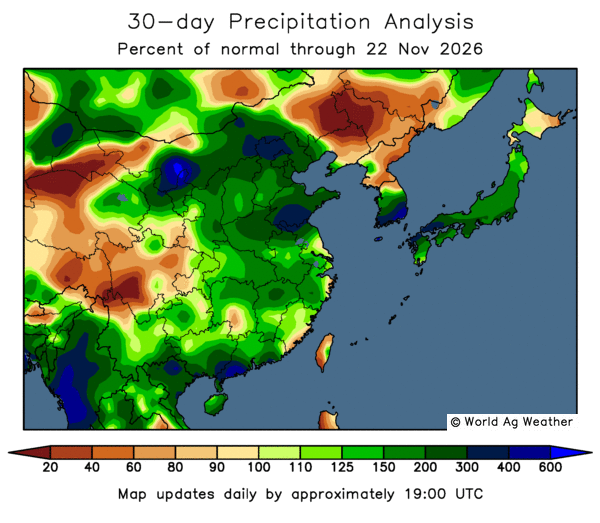 30-day Precipitation Analysis
Percent of normal through 22 Nov 2026
© World Ag Weather
20 40 60 80 90 100 110 125 150 200 300 400 600
Map updates daily by approximately 19:00 UTC